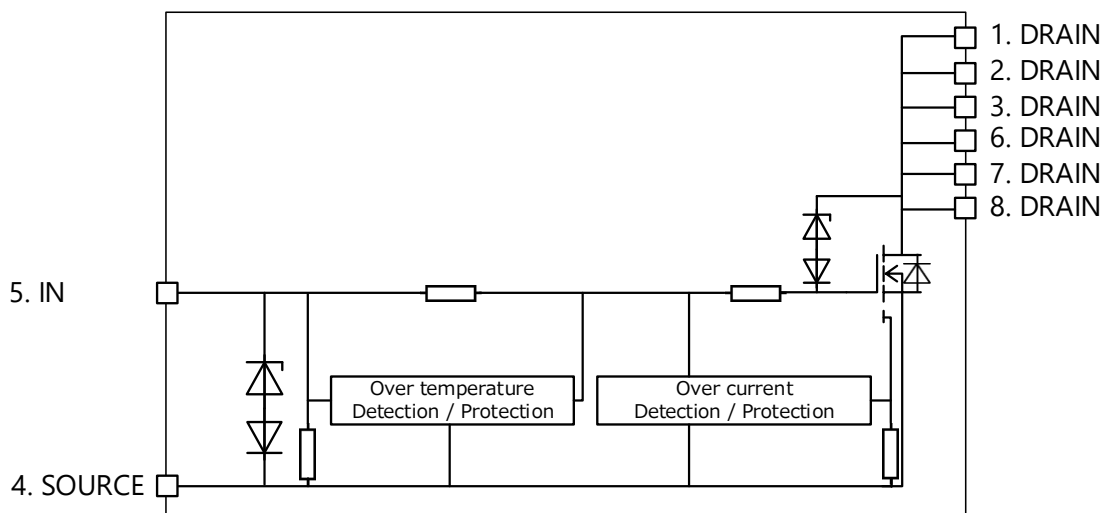 1. DRAIN
2. DRAIN
3. DRAIN
6. DRAIN
7. DRAIN
8. DRAIN
5. IN
Over temperature
Detection / Protection
Over current
Detection / Protection
4. SOURCE